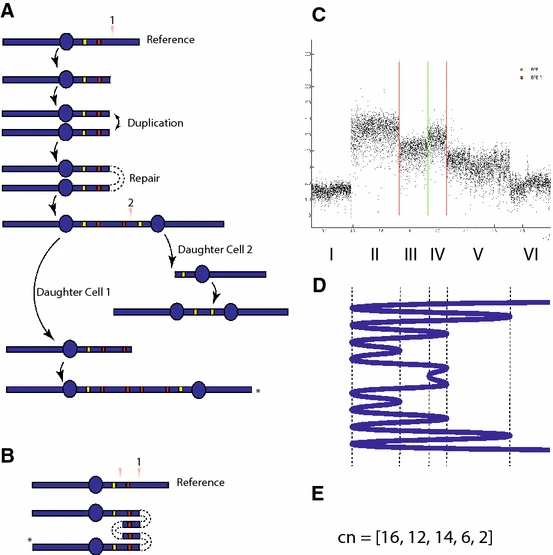 A
1
Reference
Duplication
Repair
2
Daughter Cell 2
Daughter Cell 1
*
B
1
Reference
*
C
I II III IV V VI
D
E
cn = [16, 12, 14, 6, 2]